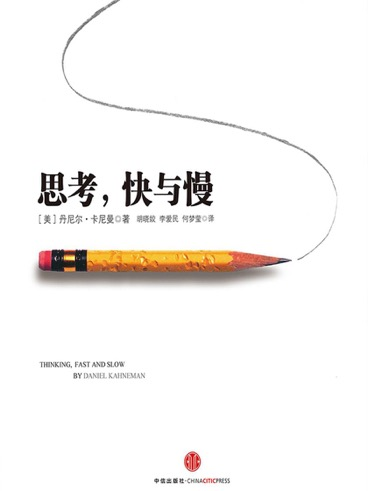 思考，快与慢
［美］丹尼尔·卡尼曼◎著 胡晓姣 李爱民 何梦莹◎译
THINKING, FAST AND SLOW
BY DANIEL KAHNEMAN
中信出版社·CHINACITICPRESS